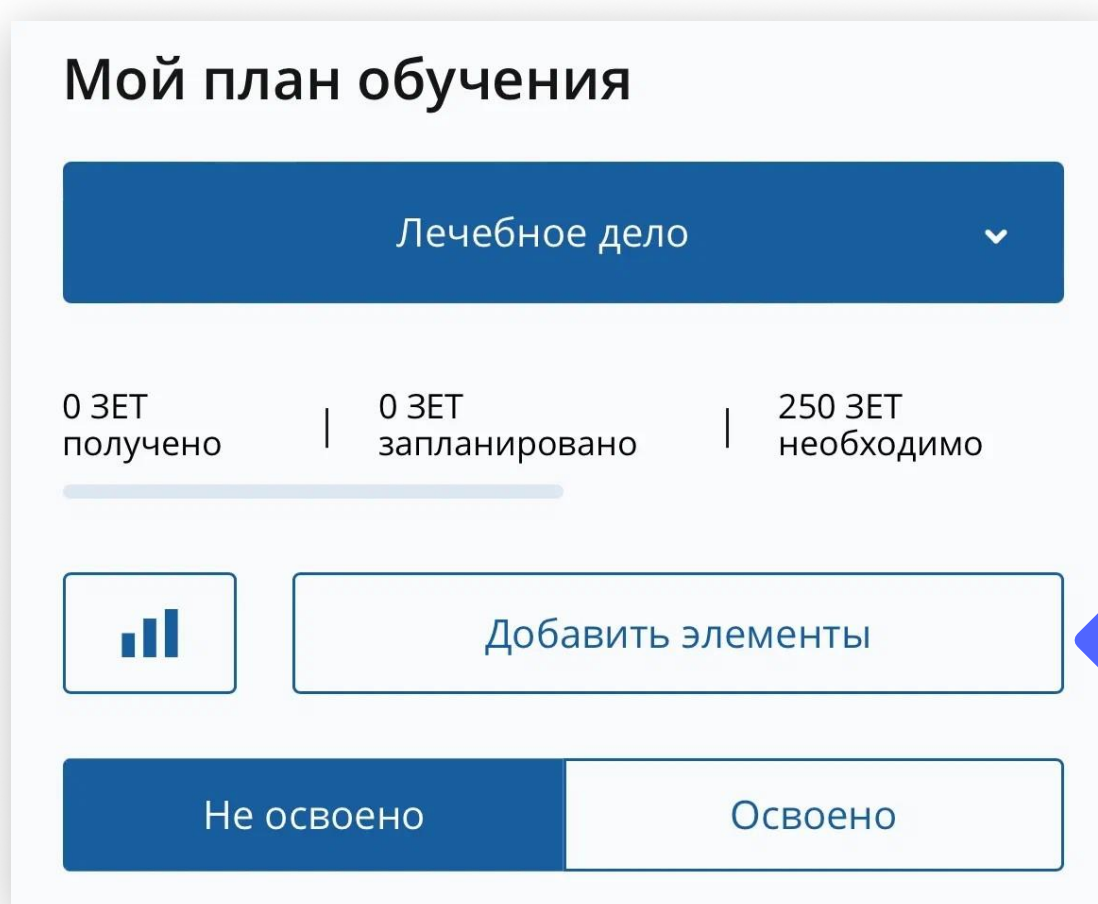 Мой план обучения
Лечебное дело
0 ЗЕТ
получено
|
0 ЗЕТ
запланировано
|
250 ЗЕТ
необходимо
Добавить элементы
Не освоено
Освоено